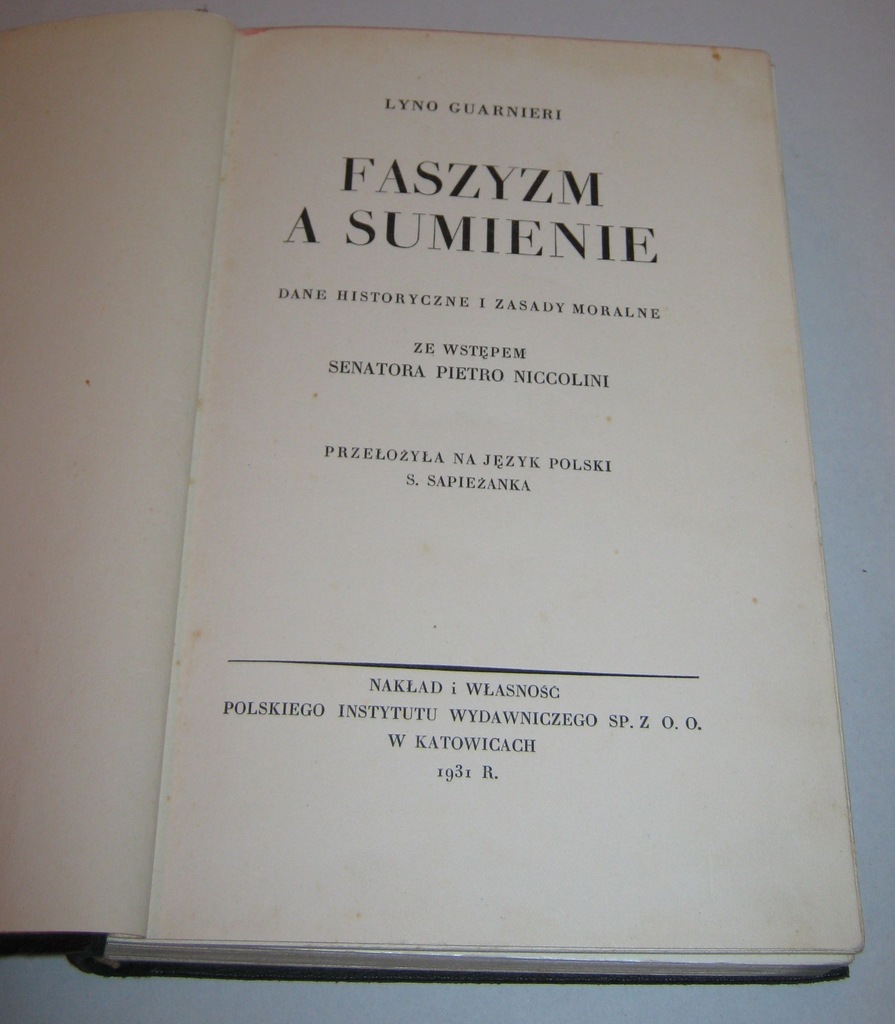 LYNO GUARNIERI
FASZYZM
A SUMIENIE
DANE HISTORYCZNE I ZASADY MORALNE
ZE WSTĘPEM
SENATORA PIETRO NICCOLINI
PRZEŁOŻYŁA NA JĘZYK POLSKI
S. SAPIEŻANKA
NAKŁAD i WŁASNOŚĆ
POLSKIEGO INSTYTUTU WYDAWNICZEGO SP. Z O. O.
W KATOWICACH
1931 R.